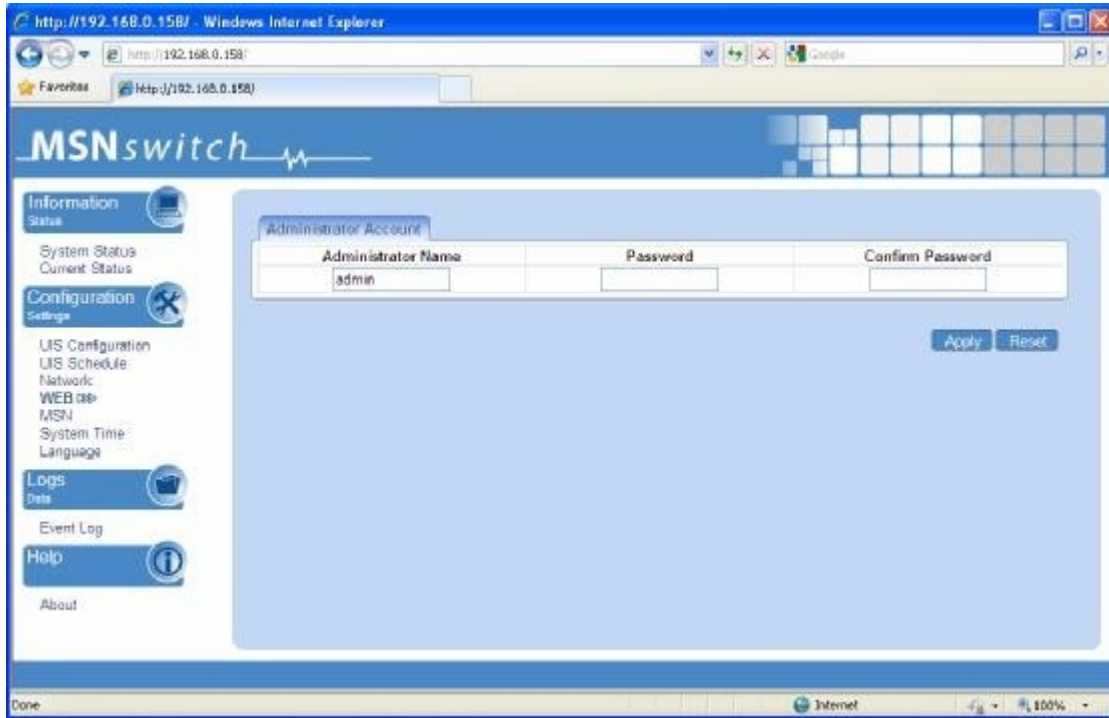 http://192.168.0.158/ - Windows Internet Explorer
http://192.168.0.158/
Google
Favorites
http://192.168.0.158/
MSNswitch
Information
Status
System Status
Current Status
Configuration
Settings
UIS Configuration
UIS Schedule
Network
WEB
MSN
System Time
Language
Logs
Data
Event Log
Help
About
Administrator Account
Administrator Name Password Confirm Password
admin
Apply Reset
Done Internet 100%